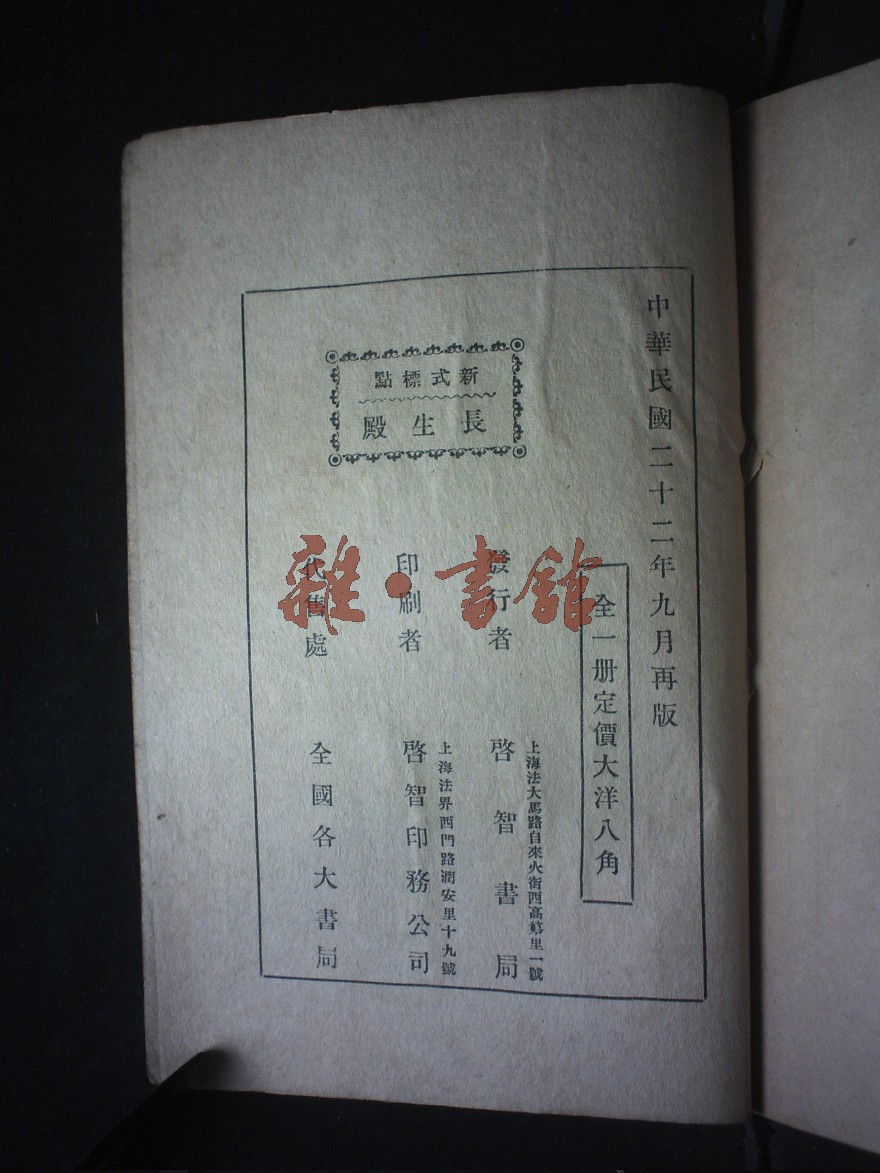 中華民國二十二年九月再版
全一册定價大洋八角
新式標點
長生殿
發行者
上海法大馬路自來火街西高第里一號
啓智書局
印刷者
上海法界西門路潤安里十九號
啓智印務公司
代售處
全國各大書局
雜·書館